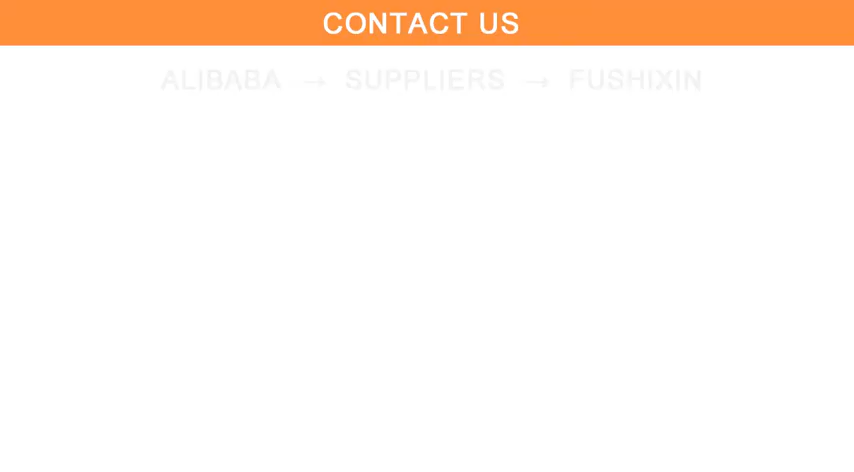 CONTACT US
ALIBABA → SUPPLIERS → FUSHIXIN